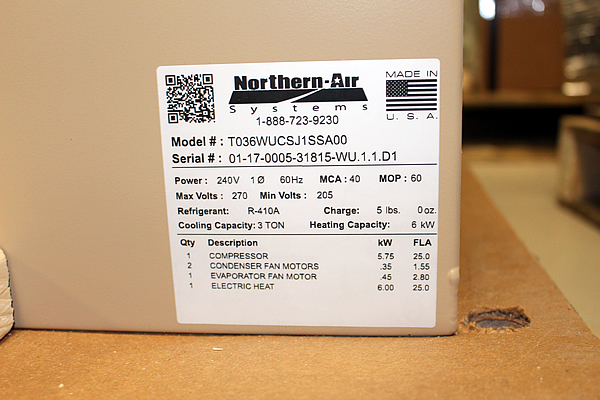 Northern-Air
Systems
1-888-723-9230
MADE IN
U. S. A.
Model # : T036WUCSJ1SSA00
Serial # : 01-17-0005-31815-WU.1.1.D1
Power : 240V 1Ø 60Hz MCA : 40 MOP : 60
Max Volts : 270 Min Volts : 205
Refrigerant: R-410A Charge: 5 lbs. 0 oz.
Cooling Capacity: 3 TON Heating Capacity: 6 kW
Qty Description kW FLA
1 COMPRESSOR 5.75 25.0
2 CONDENSER FAN MOTORS .35 1.55
1 EVAPORATOR FAN MOTOR .45 2.80
1 ELECTRIC HEAT 6.00 25.0